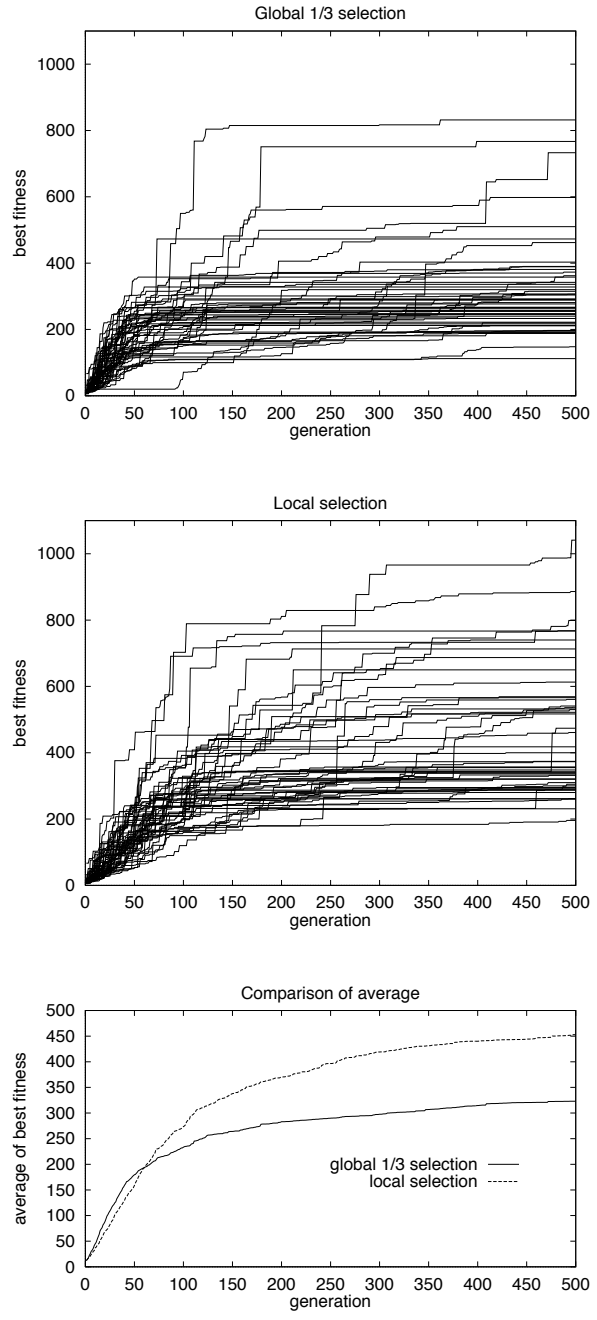 Global 1/3 selection
1000
800
600
400
200
0
best fitness
0 50 100 150 200 250 300 350 400 450 500
generation
Local selection
1000
800
600
400
200
0
best fitness
0 50 100 150 200 250 300 350 400 450 500
generation
Comparison of average
500
450
400
350
300
250
200
150
100
50
0
average of best fitness
global 1/3 selection
local selection
0 50 100 150 200 250 300 350 400 450 500
generation